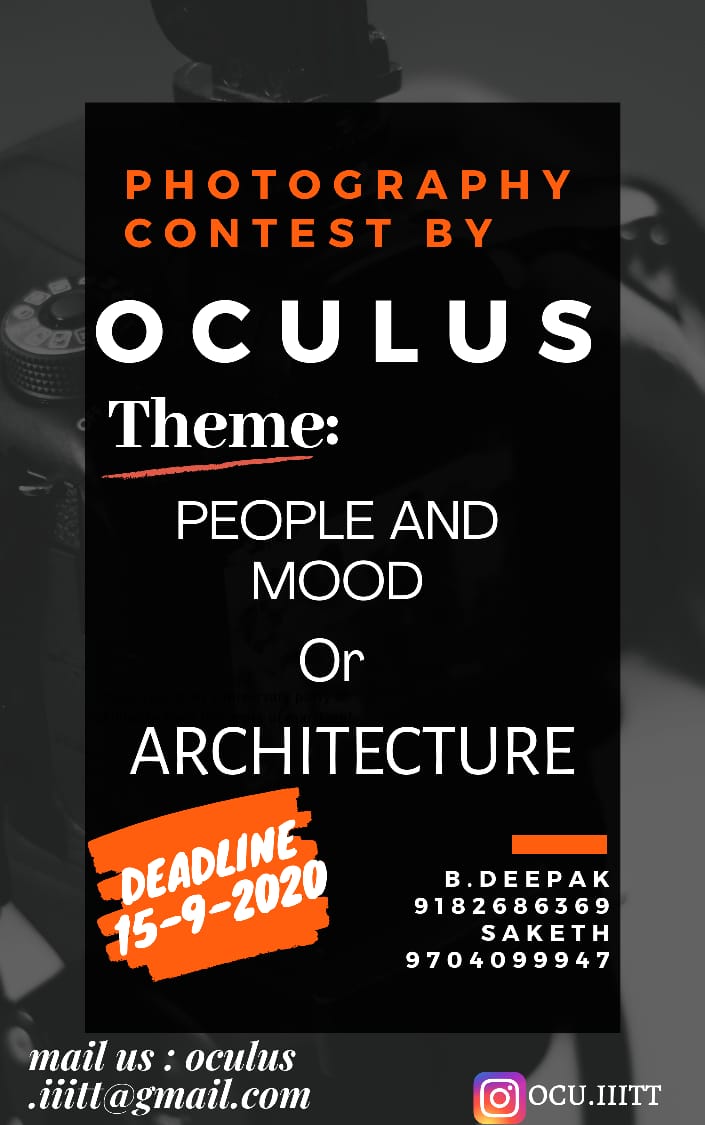 PHOTOGRAPHY
CONTEST BY
OCULUS
Theme:
PEOPLE AND
MOOD
Or
ARCHITECTURE
DEADLINE
15-9-2020
B.DEEPAK
9182686369
SAKETH
9704099947
mail us : oculus
.iiitt@gmail.com
OCU.IIITT